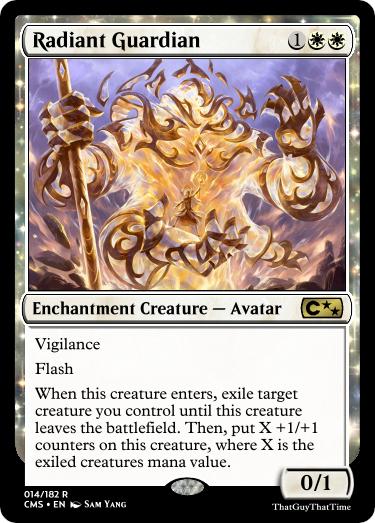 Radiant Guardian 1
Enchantment Creature — Avatar C
Vigilance
Flash
When this creature enters, exile target
creature you control until this creature
leaves the battlefield. Then, put X +1/+1
counters on this creature, where X is the
exiled creatures mana value.
0/1
014/182 R
CMS • EN Sam Yang
ThatGuyThatTime